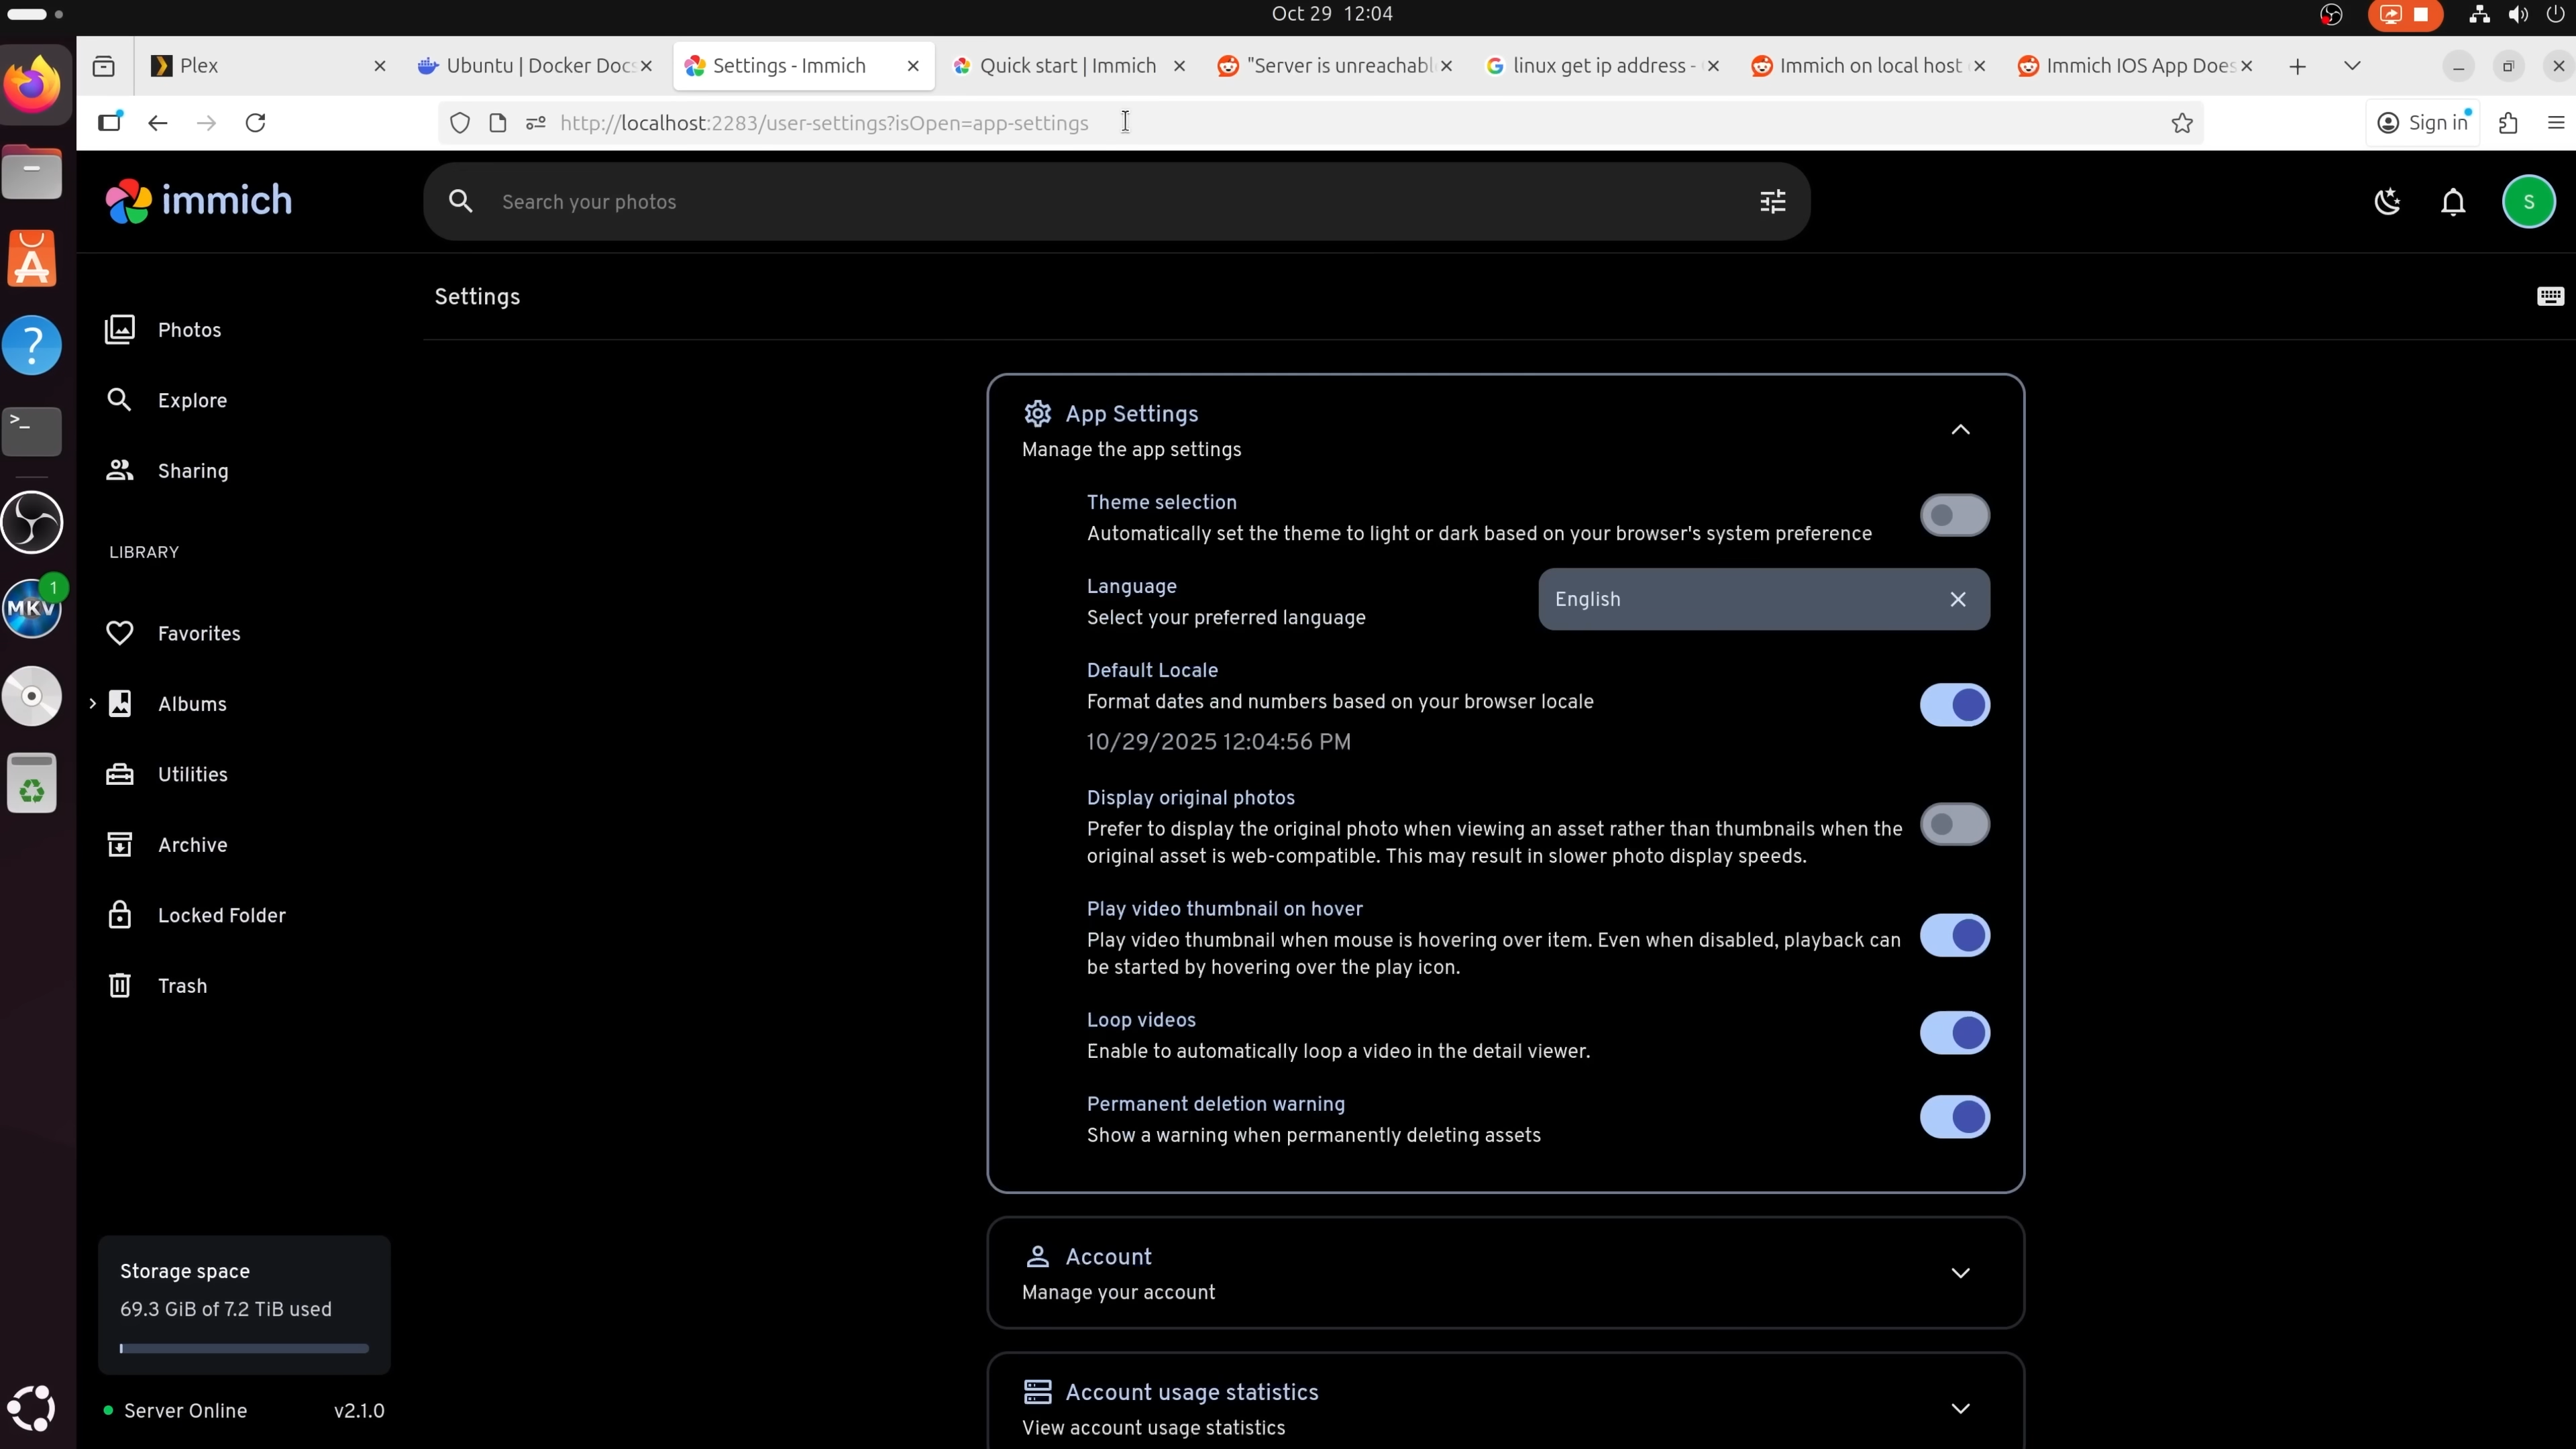 Oct 29 12:04
Plex
Ubuntu | Docker Docs
Settings - Immich
Quick start | Immich
"Server is unreachabl
linux get ip address -
Immich on local host
Immich IOS App Does
http://localhost:2283/user-settings?isOpen=app-settings
Sign in
immich
Search your photos
S
Settings
Photos
Explore
Sharing
LIBRARY
Favorites
Albums
Utilities
Archive
Locked Folder
Trash
Storage space
69.3 GiB of 7.2 TiB used
Server Online
v2.1.0
App Settings
Manage the app settings
Theme selection
Automatically set the theme to light or dark based on your browser's system preference
Language
Select your preferred language
English
Default Locale
Format dates and numbers based on your browser locale
10/29/2025 12:04:56 PM
Display original photos
Prefer to display the original photo when viewing an asset rather than thumbnails when the
original asset is web-compatible. This may result in slower photo display speeds.
Play video thumbnail on hover
Play video thumbnail when mouse is hovering over item. Even when disabled, playback can
be started by hovering over the play icon.
Loop videos
Enable to automatically loop a video in the detail viewer.
Permanent deletion warning
Show a warning when permanently deleting assets
Account
Manage your account
Account usage statistics
View account usage statistics
MKV
1